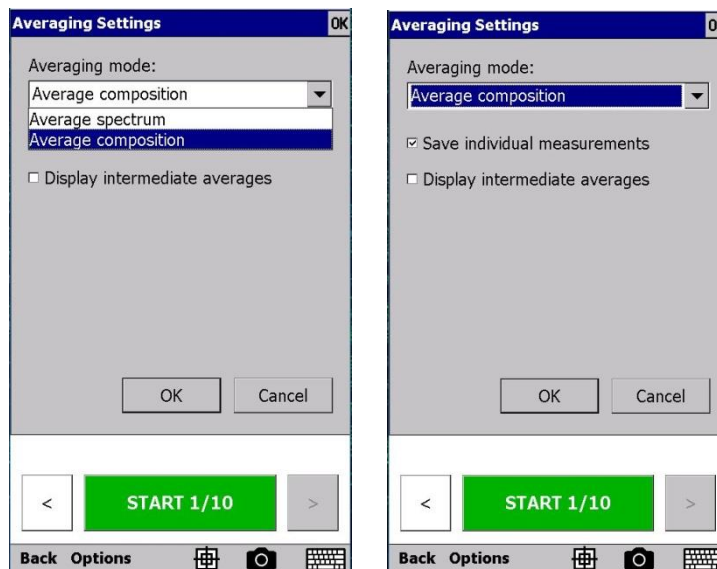 Averaging Settings OK
Averaging mode:
Average composition
Average spectrum
Average composition
Display intermediate averages
OK Cancel
< START 1/10 >
Back Options
Averaging Settings
Averaging mode:
Average composition
Save individual measurements
Display intermediate averages
OK Cancel
< START 1/10 >
Back Options